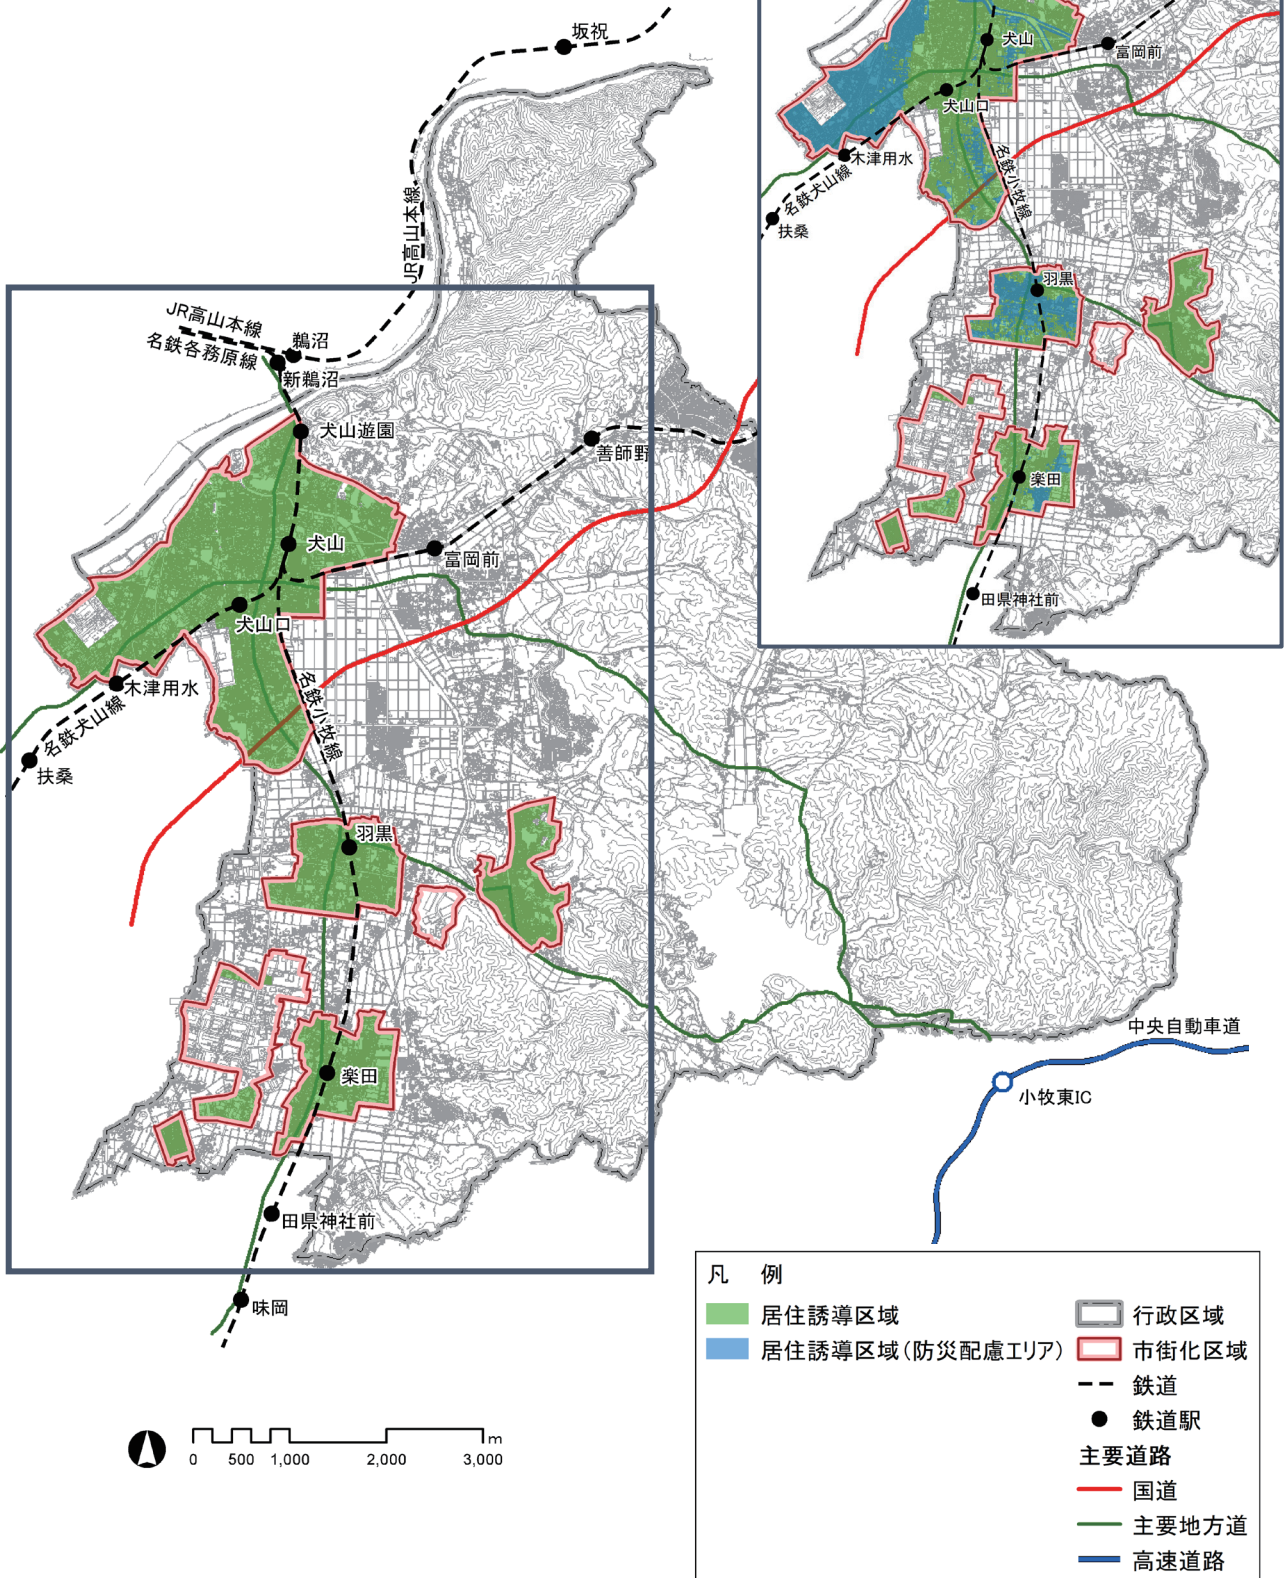 坂祝
JR高山本線
JR高山本線
名鉄各務原線
鵜沼
新鵜沼
犬山遊園
善師野
犬山
富岡前
犬山口
木津用水
名鉄犬山線
扶桑
名鉄小牧線
羽黒
楽田
田県神社前
味岡
犬山
富岡前
犬山口
木津用水
名鉄犬山線
扶桑
名鉄小牧線
羽黒
楽田
田県神社前
中央自動車道
小牧東IC
凡 例
居住誘導区域
居住誘導区域(防災配慮エリア)
行政区域
市街化区域
鉄道
鉄道駅
主要道路
国道
主要地方道
高速道路
0 500 1,000 2,000 3,000 m